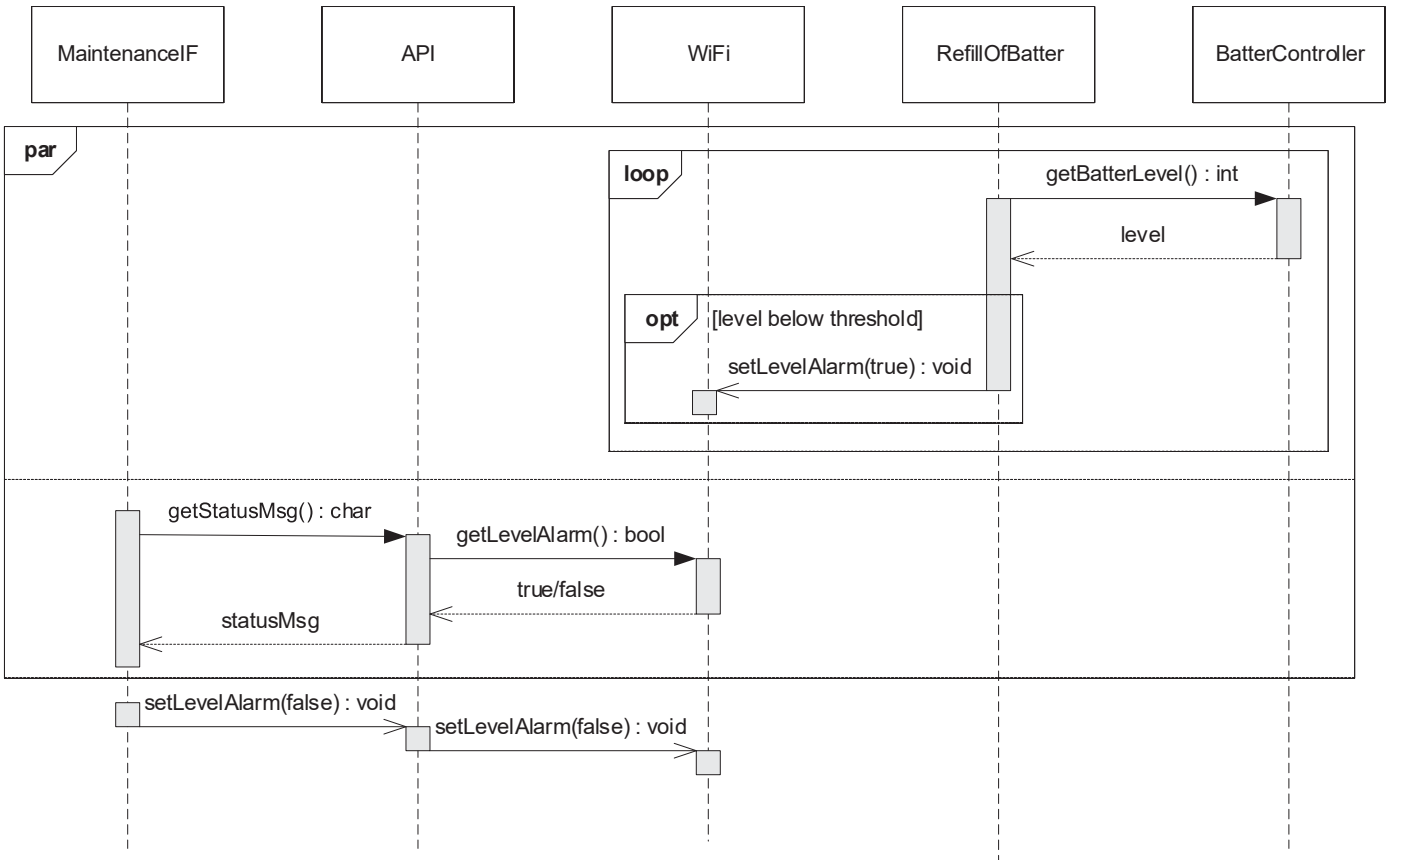 MaintenanceIF
API
WiFi
RefillOfBatter
BatterController
par
loop
getBatterLevel() : int
level
opt
[level below threshold]
setLevelAlarm(true) : void
getStatusMsg() : char
getLevelAlarm() : bool
true/false
statusMsg
setLevelAlarm(false) : void
setLevelAlarm(false) : void